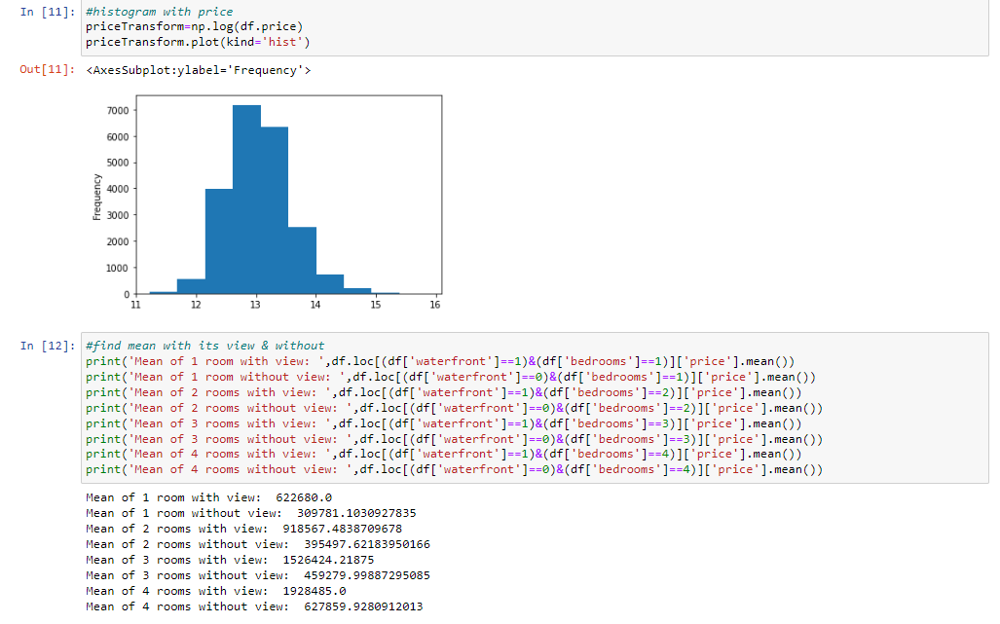 In [11]: #histogram with price
priceTransform=np.log(df.price)
priceTransform.plot(kind='hist')
Out[11]: <AxesSubplot:ylabel='Frequency'>
7000
6000
5000
4000
3000
2000
1000
0
Frequency
11 12 13 14 15 16
In [12]: #find mean with its view & without
print('Mean of 1 room with view: ',df.loc[(df['waterfront']==1)&(df['bedrooms']==1)]['price'].mean())
print('Mean of 1 room without view: ',df.loc[(df['waterfront']==0)&(df['bedrooms']==1)]['price'].mean())
print('Mean of 2 rooms with view: ',df.loc[(df['waterfront']==1)&(df['bedrooms']==2)]['price'].mean())
print('Mean of 2 rooms without view: ',df.loc[(df['waterfront']==0)&(df['bedrooms']==2)]['price'].mean())
print('Mean of 3 rooms with view: ',df.loc[(df['waterfront']==1)&(df['bedrooms']==3)]['price'].mean())
print('Mean of 3 rooms without view: ',df.loc[(df['waterfront']==0)&(df['bedrooms']==3)]['price'].mean())
print('Mean of 4 rooms with view: ',df.loc[(df['waterfront']==1)&(df['bedrooms']==4)]['price'].mean())
print('Mean of 4 rooms without view: ',df.loc[(df['waterfront']==0)&(df['bedrooms']==4)]['price'].mean())
Mean of 1 room with view:  622680.0
Mean of 1 room without view:  309781.1030927835
Mean of 2 rooms with view:  918567.4838709678
Mean of 2 rooms without view:  395497.62183950166
Mean of 3 rooms with view:  1526424.21875
Mean of 3 rooms without view:  459279.99887295085
Mean of 4 rooms with view:  1928485.0
Mean of 4 rooms without view:  627859.9280912013